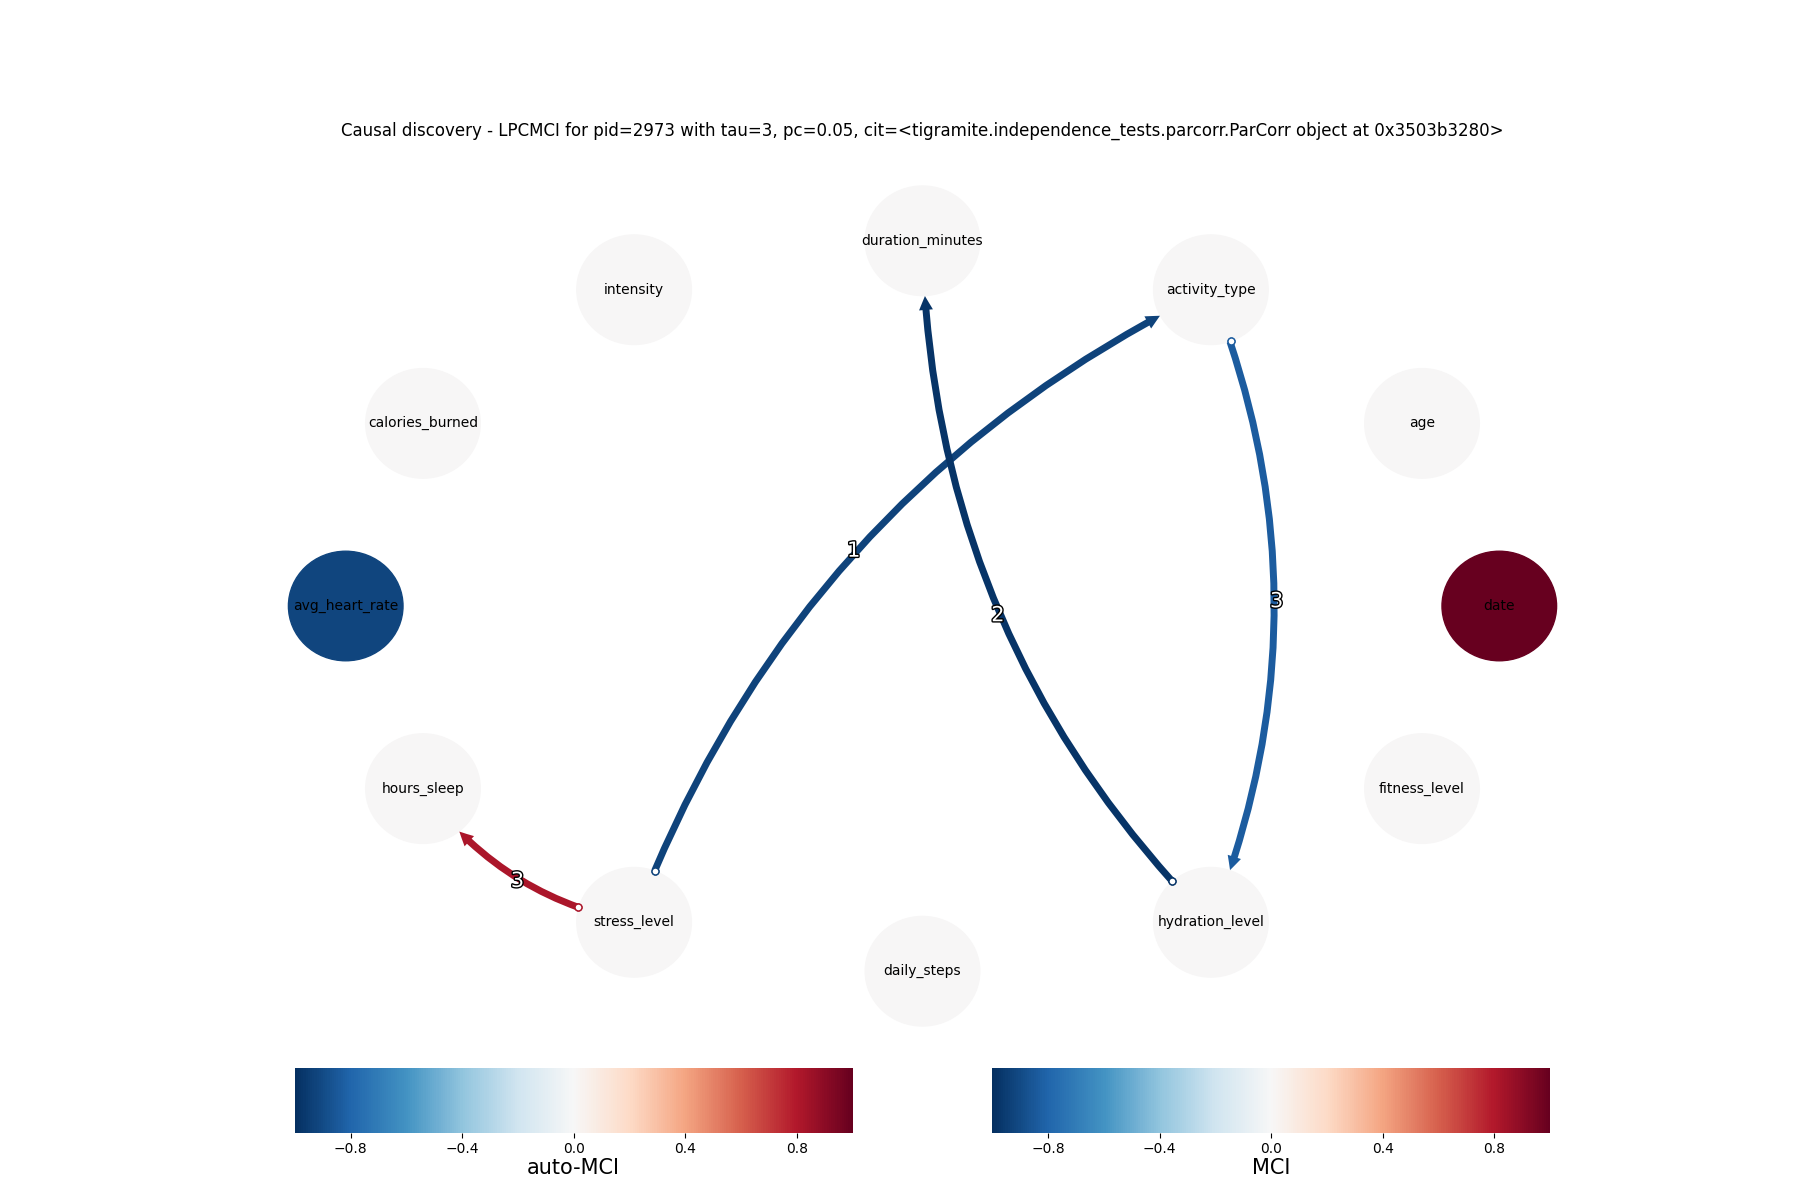 Causal discovery - LPCMCI for pid=2973 with tau=3, pc=0.05, cit=<tigramite.independence_tests.parcorr.ParCorr object at 0x3503b3280>
duration_minutes
intensity
activity_type
calories_burned
age
1
avg_heart_rate
2
3
date
hours_sleep
fitness_level
3
stress_level
hydration_level
daily_steps
−0.8 −0.4 0.0 0.4 0.8
auto-MCI
−0.8 −0.4 0.0 0.4 0.8
MCI